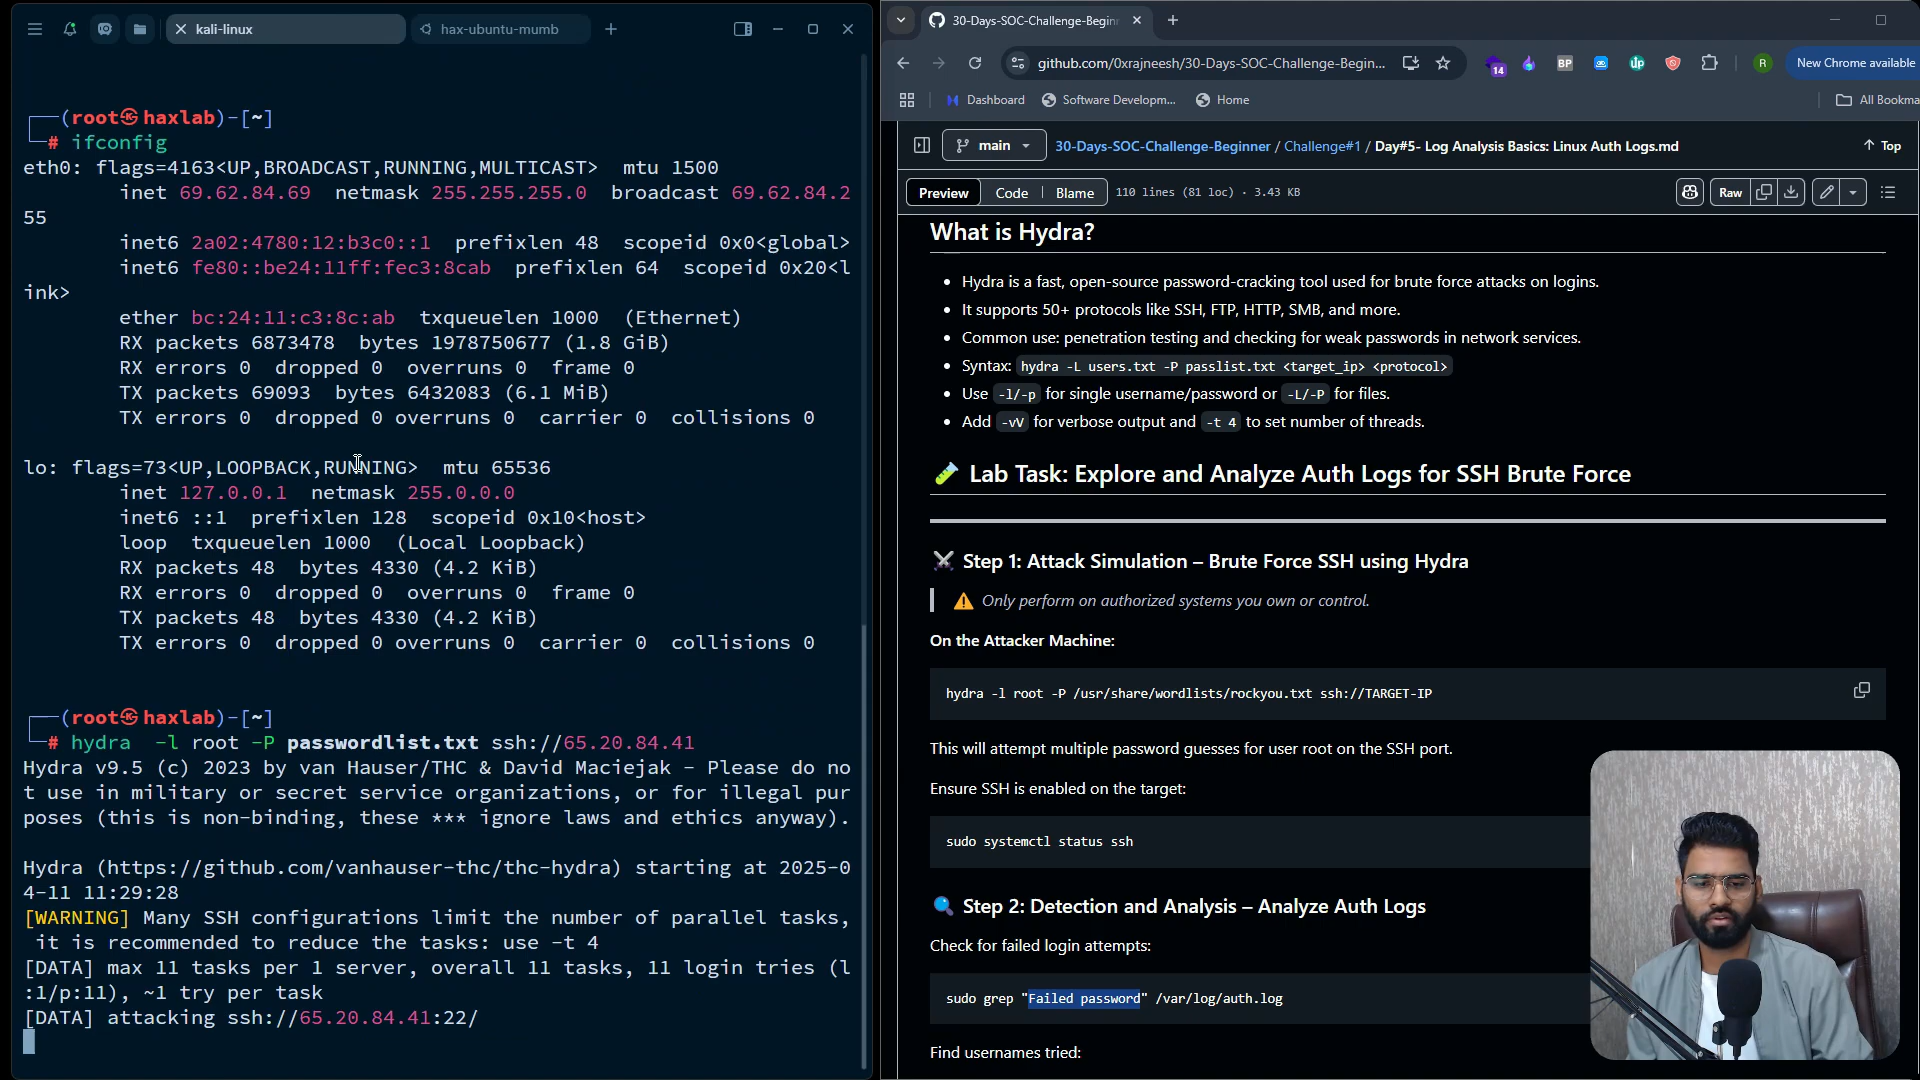 kali-linux
hax-ubuntu-mumb
(root㉿haxlab)-[~]
# ifconfig
eth0: flags=4163<UP,BROADCAST,RUNNING,MULTICAST>  mtu 1500
inet 69.62.84.69  netmask 255.255.255.0  broadcast 69.62.84.2
55
inet6 2a02:4780:12:b3c0::1  prefixlen 48  scopeid 0x0<global>
inet6 fe80::be24:11ff:fec3:8cab  prefixlen 64  scopeid 0x20<l
ink>
ether bc:24:11:c3:8c:ab  txqueuelen 1000  (Ethernet)
RX packets 6873478  bytes 1978750677 (1.8 GiB)
RX errors 0  dropped 0  overruns 0  frame 0
TX packets 69093  bytes 6432083 (6.1 MiB)
TX errors 0  dropped 0 overruns 0  carrier 0  collisions 0
lo: flags=73<UP,LOOPBACK,RUNNING>  mtu 65536
inet 127.0.0.1  netmask 255.0.0.0
inet6 ::1  prefixlen 128  scopeid 0x10<host>
loop  txqueuelen 1000  (Local Loopback)
RX packets 48  bytes 4330 (4.2 KiB)
RX errors 0  dropped 0  overruns 0  frame 0
TX packets 48  bytes 4330 (4.2 KiB)
TX errors 0  dropped 0 overruns 0  carrier 0  collisions 0
(root㉿haxlab)-[~]
# hydra  -l root -P passwordlist.txt ssh://65.20.84.41
Hydra v9.5 (c) 2023 by van Hauser/THC & David Maciejak - Please do no
t use in military or secret service organizations, or for illegal pur
poses (this is non-binding, these *** ignore laws and ethics anyway).
Hydra (https://github.com/vanhauser-thc/thc-hydra) starting at 2025-0
4-11 11:29:28
[WARNING] Many SSH configurations limit the number of parallel tasks,
it is recommended to reduce the tasks: use -t 4
[DATA] max 11 tasks per 1 server, overall 11 tasks, 11 login tries (l
:1/p:11), ~1 try per task
[DATA] attacking ssh://65.20.84.41:22/
30-Days-SOC-Challenge-Beginn
github.com/0xrajneesh/30-Days-SOC-Challenge-Begin...
14
BP
up
R
New Chrome available
Dashboard
Software Developm...
Home
All Bookma
main
30-Days-SOC-Challenge-Beginner / Challenge#1 / Day#5- Log Analysis Basics: Linux Auth Logs.md
Top
Preview
Code
Blame
110 lines (81 loc) · 3.43 KB
Raw
What is Hydra?
• Hydra is a fast, open-source password-cracking tool used for brute force attacks on logins.
• It supports 50+ protocols like SSH, FTP, HTTP, SMB, and more.
• Common use: penetration testing and checking for weak passwords in network services.
• Syntax: hydra -L users.txt -P passlist.txt <target_ip> <protocol>
• Use -l/-p for single username/password or -L/-P for files.
• Add -vV for verbose output and -t 4 to set number of threads.
🧪 Lab Task: Explore and Analyze Auth Logs for SSH Brute Force
⚔️ Step 1: Attack Simulation – Brute Force SSH using Hydra
⚠️ Only perform on authorized systems you own or control.
On the Attacker Machine:
hydra -l root -P /usr/share/wordlists/rockyou.txt ssh://TARGET-IP
This will attempt multiple password guesses for user root on the SSH port.
Ensure SSH is enabled on the target:
sudo systemctl status ssh
🔍 Step 2: Detection and Analysis – Analyze Auth Logs
Check for failed login attempts:
sudo grep "Failed password" /var/log/auth.log
Find usernames tried: